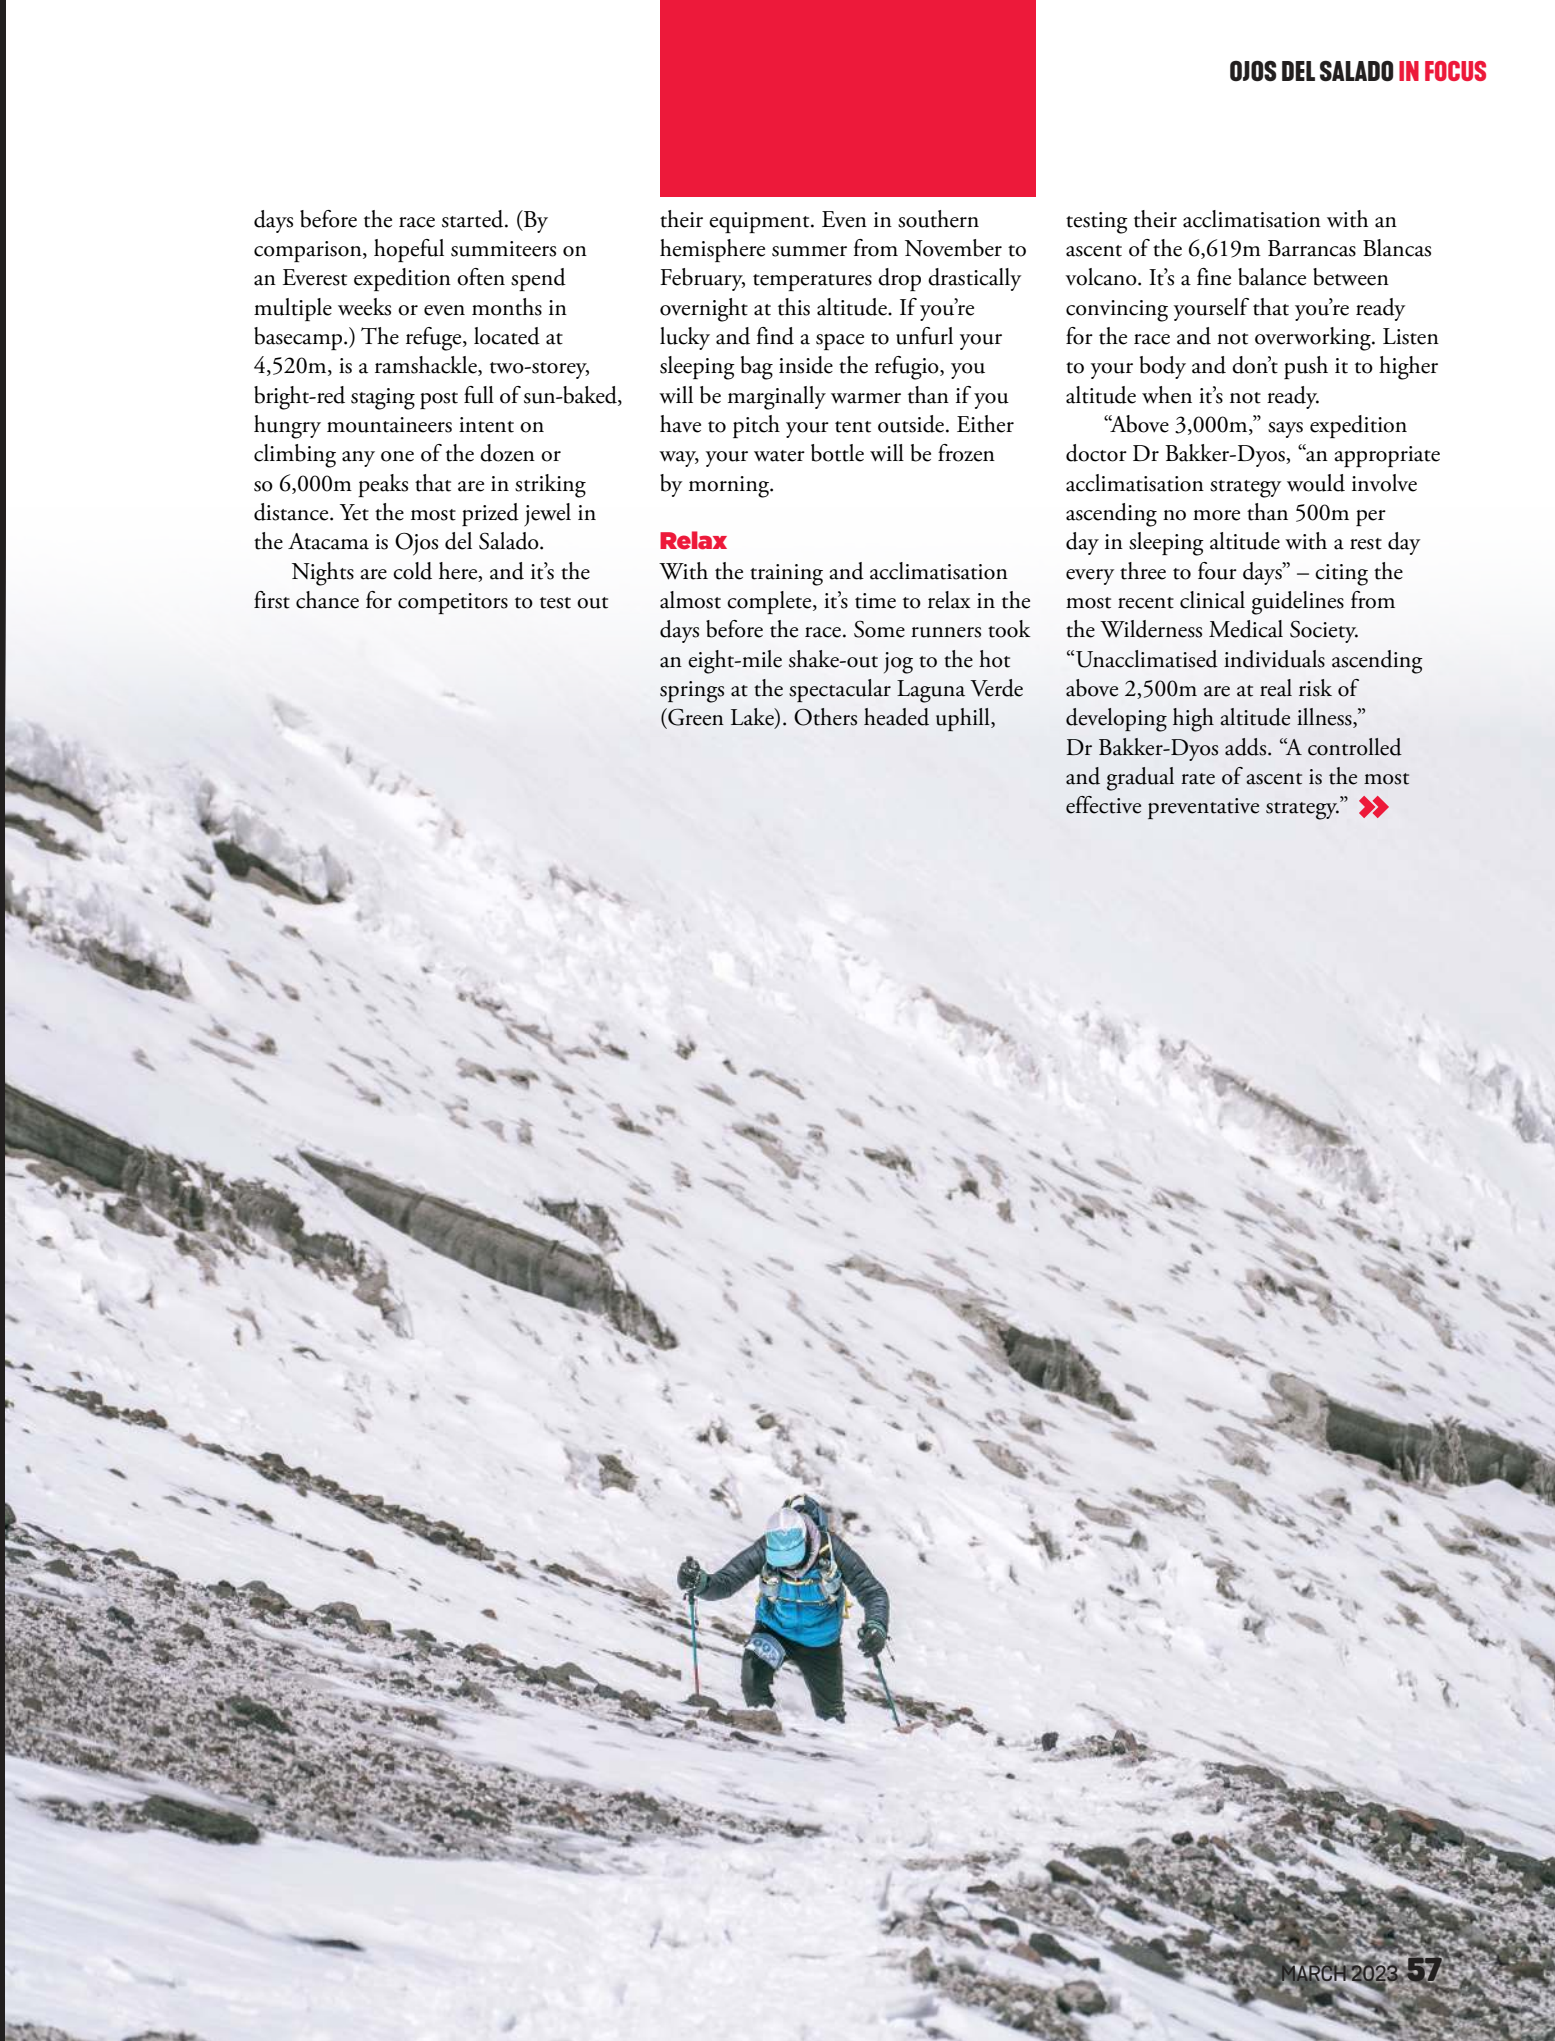 OJOS DEL SALADO IN FOCUS
days before the race started. (By
comparison, hopeful summiteers on
an Everest expedition often spend
multiple weeks or even months in
basecamp.) The refuge, located at
4,520m, is a ramshackle, two-storey,
bright-red staging post full of sun-baked,
hungry mountaineers intent on
climbing any one of the dozen or
so 6,000m peaks that are in striking
distance. Yet the most prized jewel in
the Atacama is Ojos del Salado.
Nights are cold here, and it’s the
first chance for competitors to test out
their equipment. Even in southern
hemisphere summer from November to
February, temperatures drop drastically
overnight at this altitude. If you’re
lucky and find a space to unfurl your
sleeping bag inside the refugio, you
will be marginally warmer than if you
have to pitch your tent outside. Either
way, your water bottle will be frozen
by morning.
Relax
With the training and acclimatisation
almost complete, it’s time to relax in the
days before the race. Some runners took
an eight-mile shake-out jog to the hot
springs at the spectacular Laguna Verde
(Green Lake). Others headed uphill,
testing their acclimatisation with an
ascent of the 6,619m Barrancas Blancas
volcano. It’s a fine balance between
convincing yourself that you’re ready
for the race and not overworking. Listen
to your body and don’t push it to higher
altitude when it’s not ready.
“Above 3,000m,” says expedition
doctor Dr Bakker-Dyos, “an appropriate
acclimatisation strategy would involve
ascending no more than 500m per
day in sleeping altitude with a rest day
every three to four days” – citing the
most recent clinical guidelines from
the Wilderness Medical Society.
“Unacclimatised individuals ascending
above 2,500m are at real risk of
developing high altitude illness,”
Dr Bakker-Dyos adds. “A controlled
and gradual rate of ascent is the most
effective preventative strategy.”
MARCH 2023 57